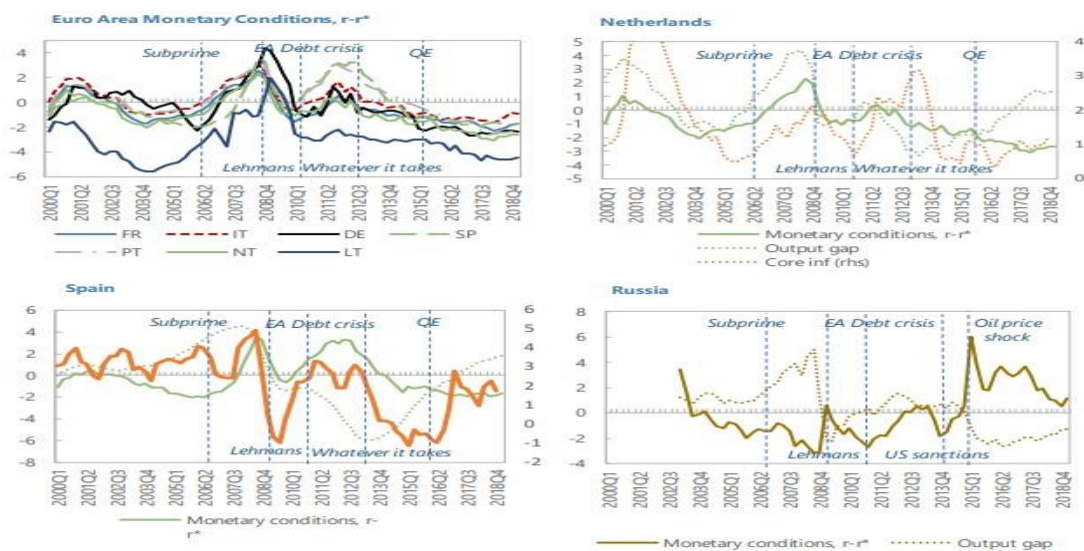 Euro Area Monetary Conditions, r-r*
Subprime
EA Debt crisis
QE
4
2
0
-2
-4
-6
Lehmans
Whatever it takes
2000Q1
2001Q2
2002Q3
2003Q4
2005Q1
2006Q2
2007Q3
2008Q4
2010Q1
2011Q2
2012Q3
2013Q4
2015Q1
2016Q2
2017Q3
2018Q4
FR IT DE SP
PT NT LT
Netherlands
Subprime
EA Debt crisis
QE
5
4
3
2
1
0
-1
-2
-3
-4
-5
4
3
2
1
0
Lehmans
Whatever it takes
2000Q1
2001Q2
2002Q3
2003Q4
2005Q1
2006Q2
2007Q3
2008Q4
2010Q1
2011Q2
2012Q3
2013Q4
2015Q1
2016Q2
2017Q3
2018Q4
Monetary conditions, r-r*
Output gap
Core inf (rhs)
Spain
Subprime
EA Debt crisis
QE
6
4
2
0
-2
-4
-6
-8
6
5
4
3
2
1
0
-1
-2
Lehmans
Whatever it takes
2000Q1
2001Q2
2002Q3
2003Q4
2005Q1
2006Q2
2007Q3
2008Q4
2010Q1
2011Q2
2012Q3
2013Q4
2015Q1
2016Q2
2017Q3
2018Q4
Monetary conditions, r-
r*
Russia
Subprime
EA Debt crisis
Oil price
shock
8
6
4
2
0
-2
-4
Lehmans
US sanctions
2000Q1
2001Q2
2002Q3
2003Q4
2005Q1
2006Q2
2007Q3
2008Q4
2010Q1
2011Q2
2012Q3
2013Q4
2015Q1
2016Q2
2017Q3
2018Q4
Monetary conditions, r-r*
Output gap